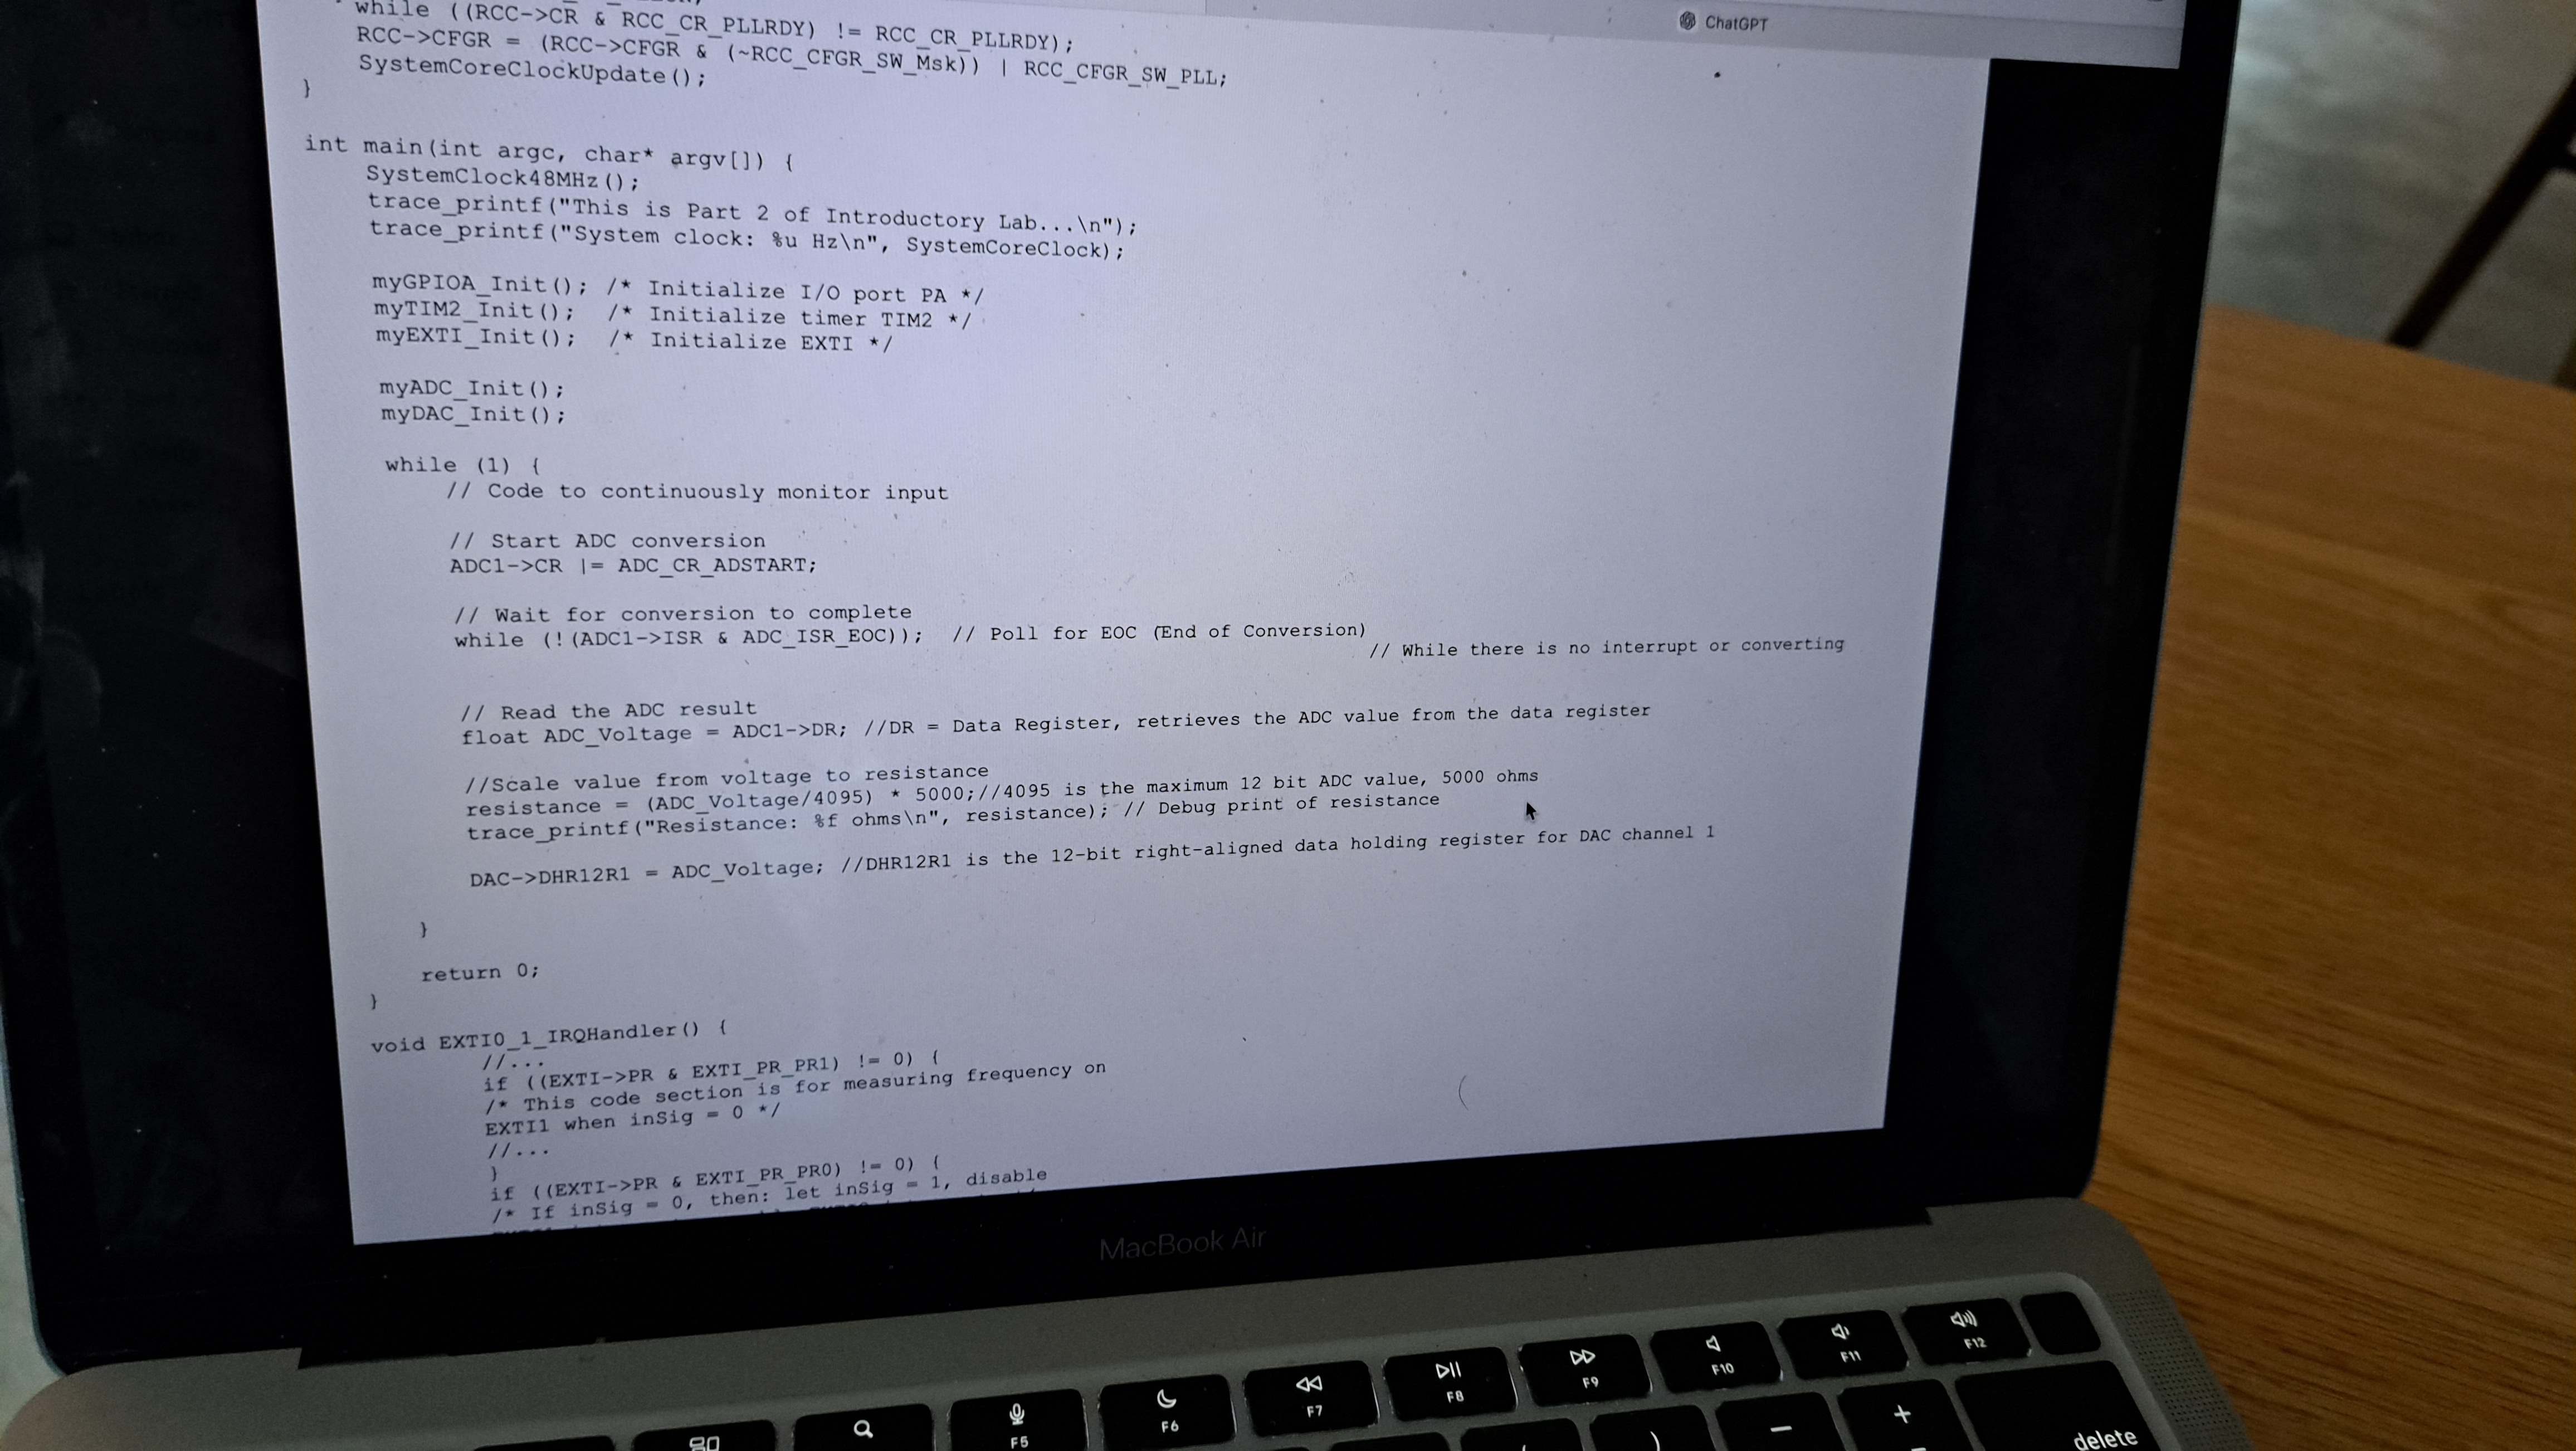 ChatGPT
while ((RCC->CR & RCC_CR_PLLRDY) != RCC_CR_PLLRDY);
RCC->CFGR = (RCC->CFGR & (~RCC_CFGR_SW_Msk)) | RCC_CFGR_SW_PLL;
SystemCoreClockUpdate();
}
int main(int argc, char* argv[]) {
SystemClock48MHz();
trace_printf("This is Part 2 of Introductory Lab...\n");
trace_printf("System clock: %u Hz\n", SystemCoreClock);
myGPIOA_Init(); /* Initialize I/O port PA */
myTIM2_Init(); /* Initialize timer TIM2 */
myEXTI_Init(); /* Initialize EXTI */
myADC_Init();
myDAC_Init();
while (1) {
// Code to continuously monitor input
// Start ADC conversion
ADC1->CR |= ADC_CR_ADSTART;
// Wait for conversion to complete
while (!(ADC1->ISR & ADC_ISR_EOC)); // Poll for EOC (End of Conversion)
// While there is no interrupt or converting
// Read the ADC result
float ADC_Voltage = ADC1->DR; //DR = Data Register, retrieves the ADC value from the data register
//Scale value from voltage to resistance
resistance = (ADC_Voltage/4095) * 5000;//4095 is the maximum 12 bit ADC value, 5000 ohms
trace_printf("Resistance: %f ohms\n", resistance); // Debug print of resistance
DAC->DHR12R1 = ADC_Voltage; //DHR12R1 is the 12-bit right-aligned data holding register for DAC channel 1
}
return 0;
}
void EXTI0_1_IRQHandler() {
//...
if ((EXTI->PR & EXTI_PR_PR1) != 0) {
/* This code section is for measuring frequency on
EXTI1 when inSig = 0 */
//...
}
if ((EXTI->PR & EXTI_PR_PR0) != 0) {
/* If inSig = 0, then: let inSig = 1, disable
MacBook Air
F5
F6
F7
F8
F9
F10
F11
F12
)
−
+
delete